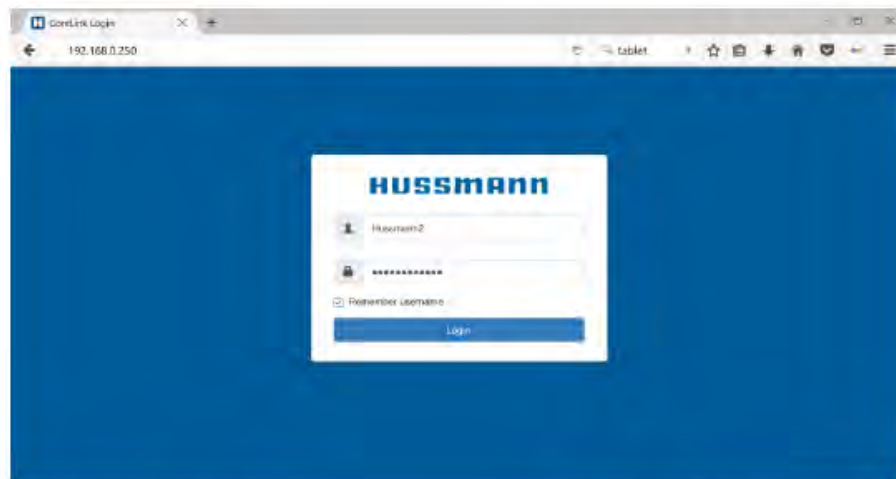 CoreLink Login
192.168.0.250
tablet
HUSSMANN
Hussmann2
************
Remember username
Login